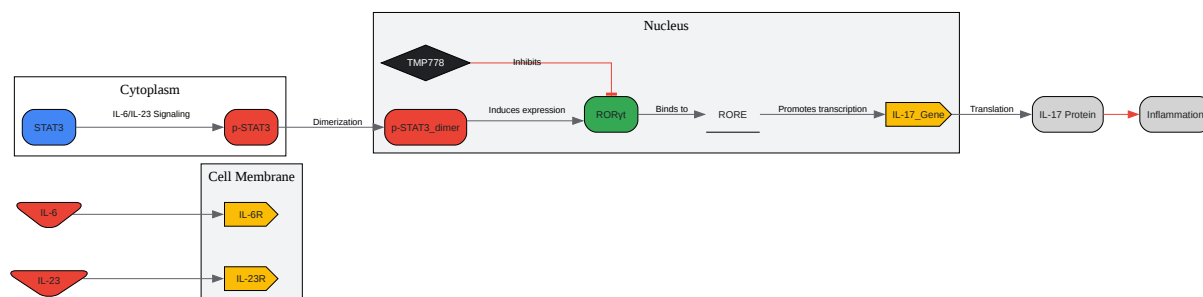 Nucleus
TMP778
Inhibits
Cytoplasm
STAT3
IL-6/IL-23 Signaling
p-STAT3
Dimerization
p-STAT3_dimer
Induces expression
RORyt
Binds to
RORE
Promotes transcription
IL-17_Gene
Translation
IL-17 Protein
Inflammation
Cell Membrane
IL-6
IL-6R
IL-23
IL-23R